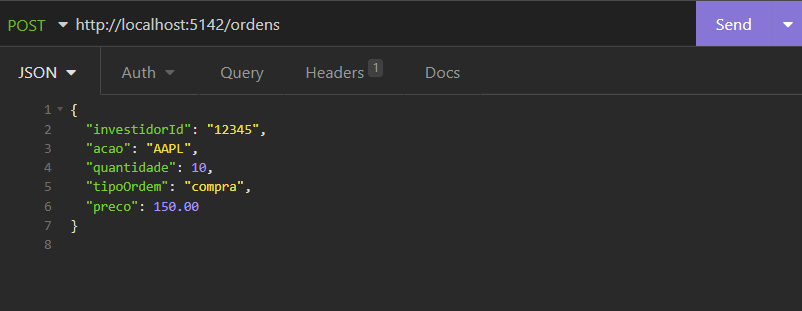 POST http://localhost:5142/ordens Send
JSON Auth Query Headers 1 Docs
1 {
2 "investidorId": "12345",
3 "acao": "AAPL",
4 "quantidade": 10,
5 "tipoOrdem": "compra",
6 "preco": 150.00
7 }
8